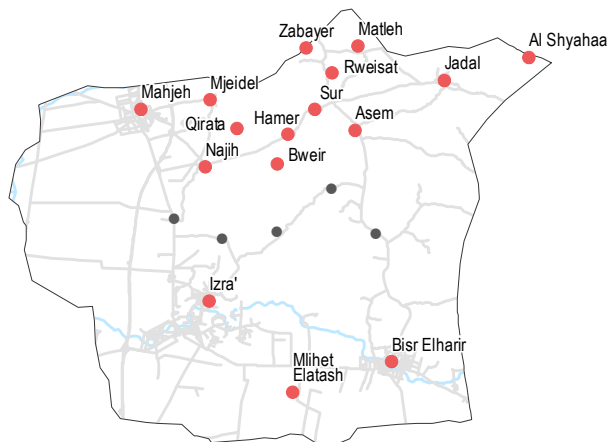 Zabayer
Matleh
Al Shyahaa
Rweisat
Jadal
Mahjeh
Mjeidel
Sur
Qirata
Hamer
Asem
Najih
Bweir
Izra'
Bisr Elharir
Mlihet
Elatash